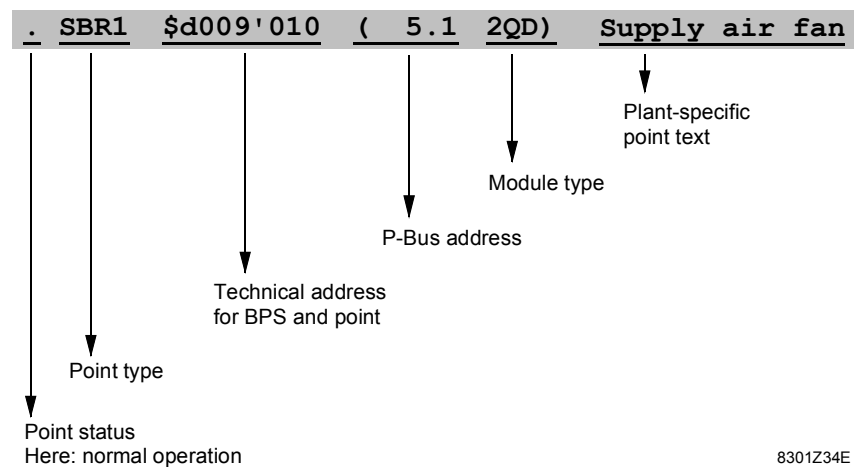 . SBR1 $d009'010 ( 5.1 2QD) Supply air fan
Plant-specific
point text
Module type
P-Bus address
Technical address
for BPS and point
Point type
Point status
Here: normal operation
8301Z34E